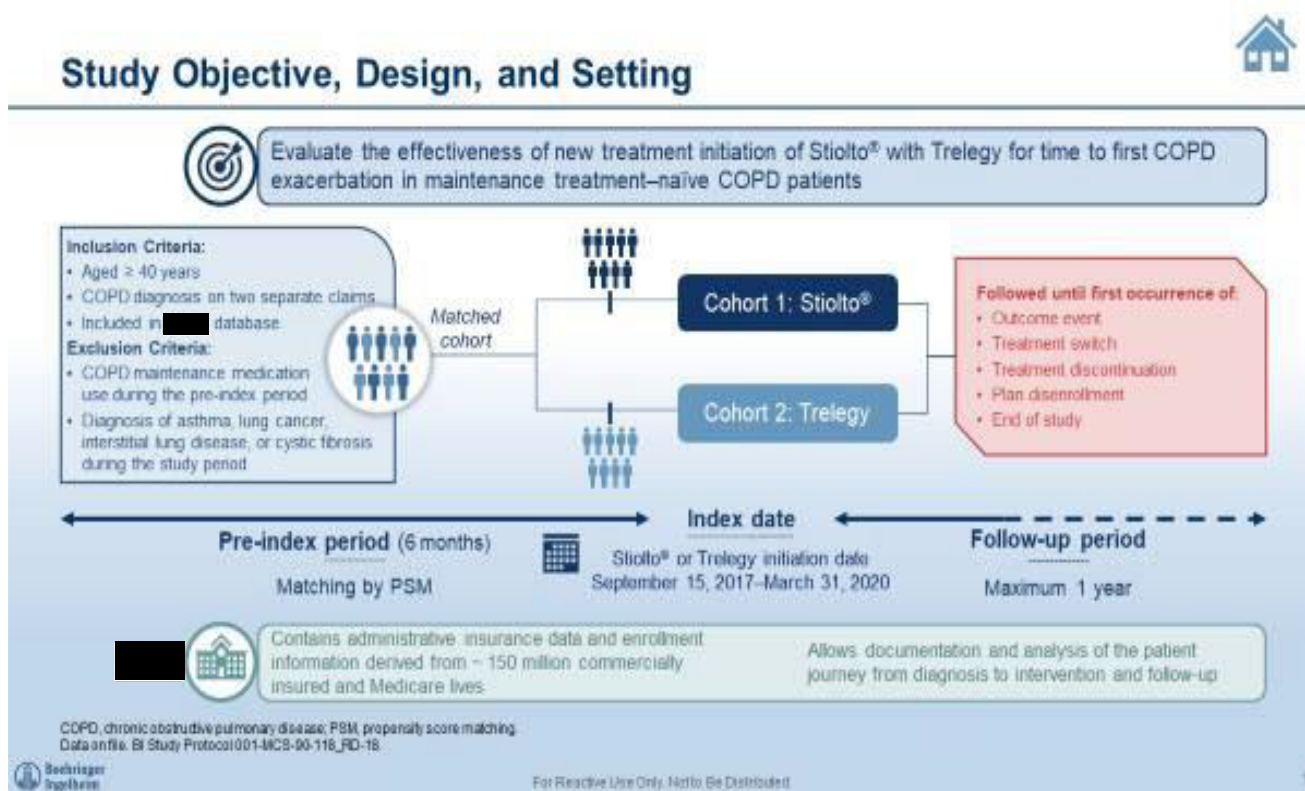 Study Objective, Design, and Setting
Evaluate the effectiveness of new treatment initiation of Stiolto® with Trelegy for time to first COPD
exacerbation in maintenance treatment–naïve COPD patients
Inclusion Criteria:
• Aged ≥ 40 years
• COPD diagnosis on two separate claims
• Included in database
Exclusion Criteria:
• COPD maintenance medication
use during the pre-index period
• Diagnosis of asthma, lung cancer,
interstitial lung disease, or cystic fibrosis
during the study period
Matched
cohort
Cohort 1: Stiolto®
Cohort 2: Trelegy
Followed until first occurrence of:
• Outcome event
• Treatment switch
• Treatment discontinuation
• Plan disenrollment
• End of study
Pre-index period (6 months)
Matching by PSM
Index date
Stiolto® or Trelegy initiation date
September 15, 2017–March 31, 2020
Follow-up period
Maximum 1 year
Contains administrative insurance data and enrollment
information derived from ~ 150 million commercially
insured and Medicare lives
Allows documentation and analysis of the patient
journey from diagnosis to intervention and follow-up
COPD, chronic obstructive pulmonary disease; PSM, propensity score matching.
Data on file. BI Study Protocol 001-MCS-90-118_RD-18.
Boehringer
Ingelheim
For Reactive Use Only. Not to Be Distributed.